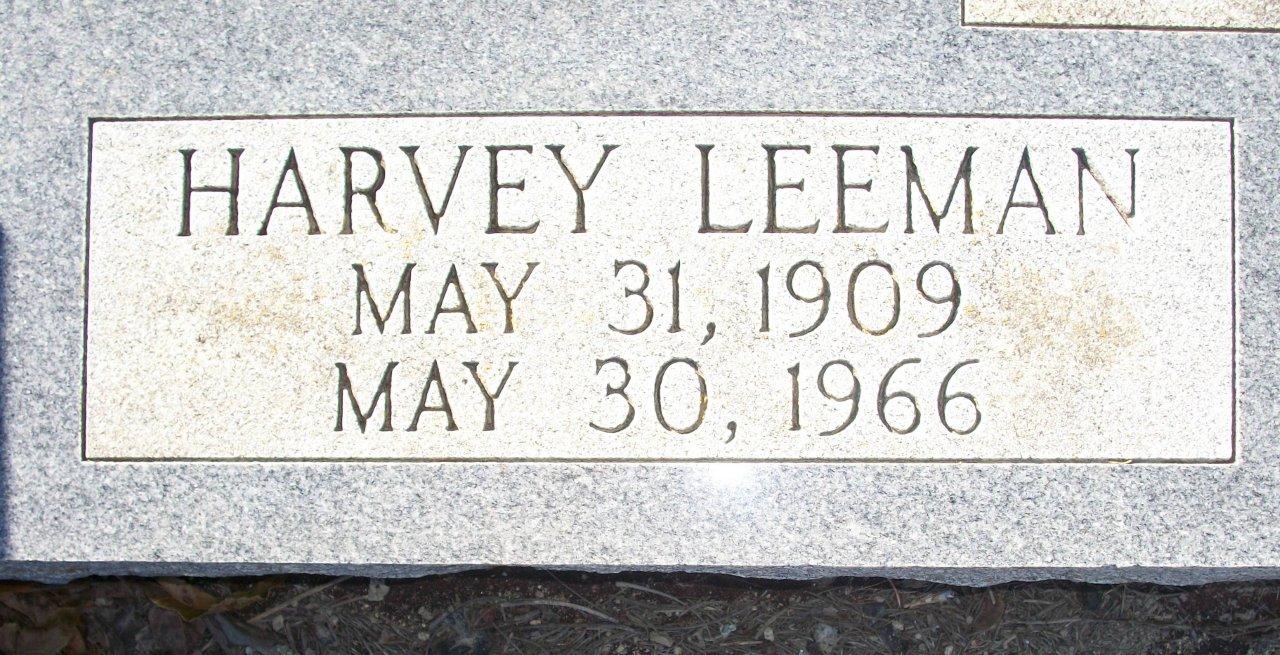 HARVEY LEEMAN
MAY 31, 1909
MAY 30, 1966